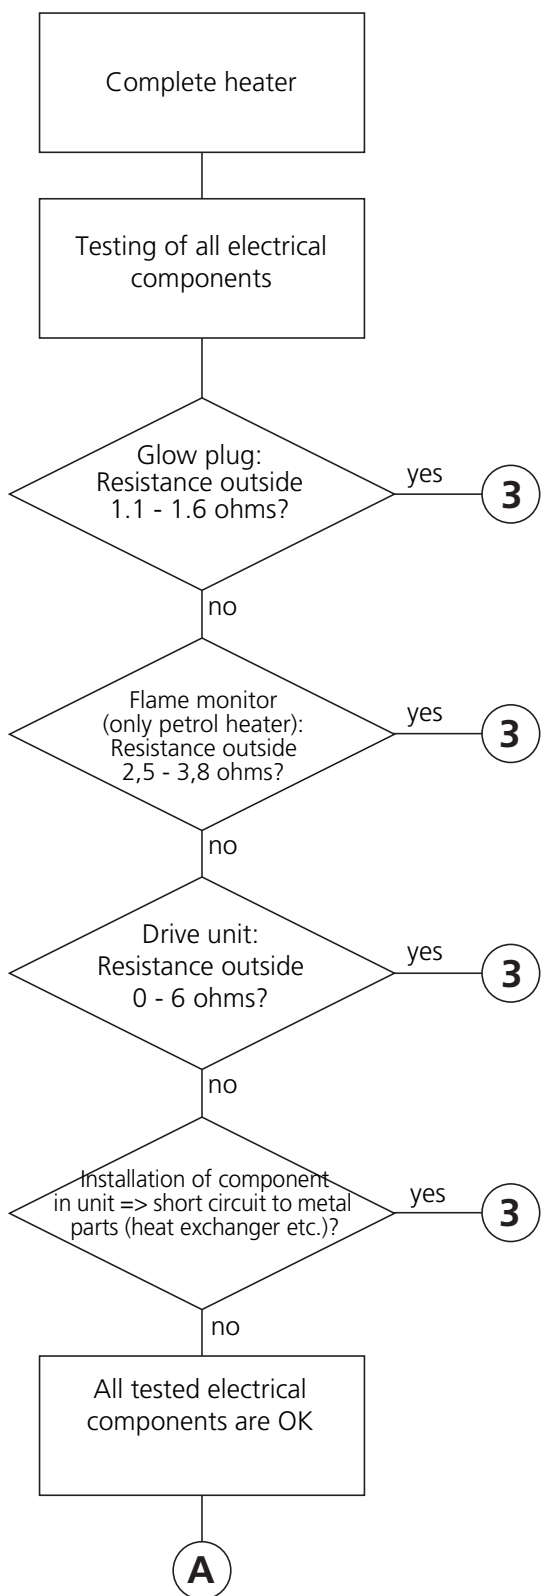 Complete heater
Testing of all electrical
components
Glow plug:
Resistance outside
1.1 - 1.6 ohms?
yes
3
no
Flame monitor
(only petrol heater):
Resistance outside
2,5 - 3,8 ohms?
yes
3
no
Drive unit:
Resistance outside
0 - 6 ohms?
yes
3
no
Installation of component
in unit => short circuit to metal
parts (heat exchanger etc.)?
yes
3
no
All tested electrical
components are OK
A